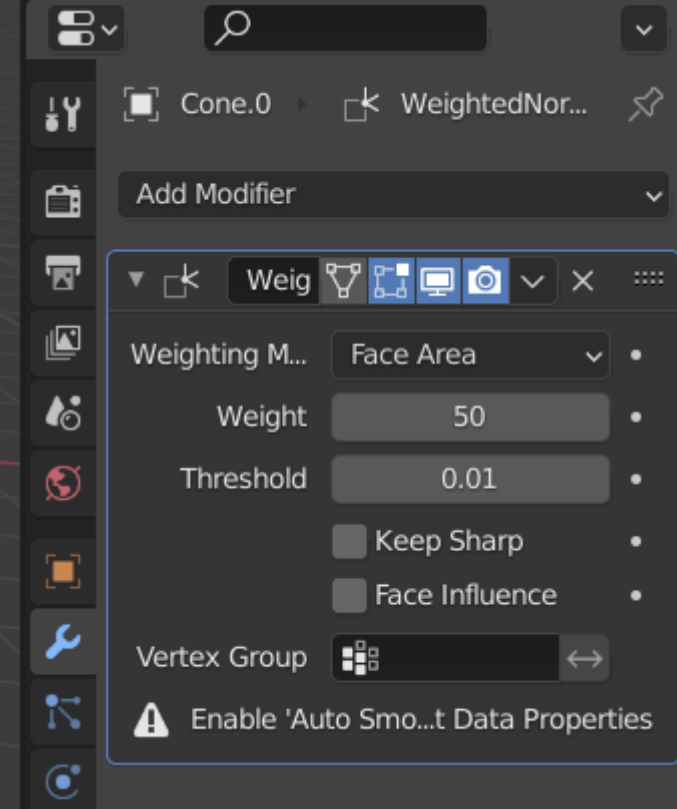 Cone.0 WeightedNor...
Add Modifier
Weig
Weighting M... Face Area
Weight 50
Threshold 0.01
Keep Sharp
Face Influence
Vertex Group
Enable 'Auto Smo...t Data Properties